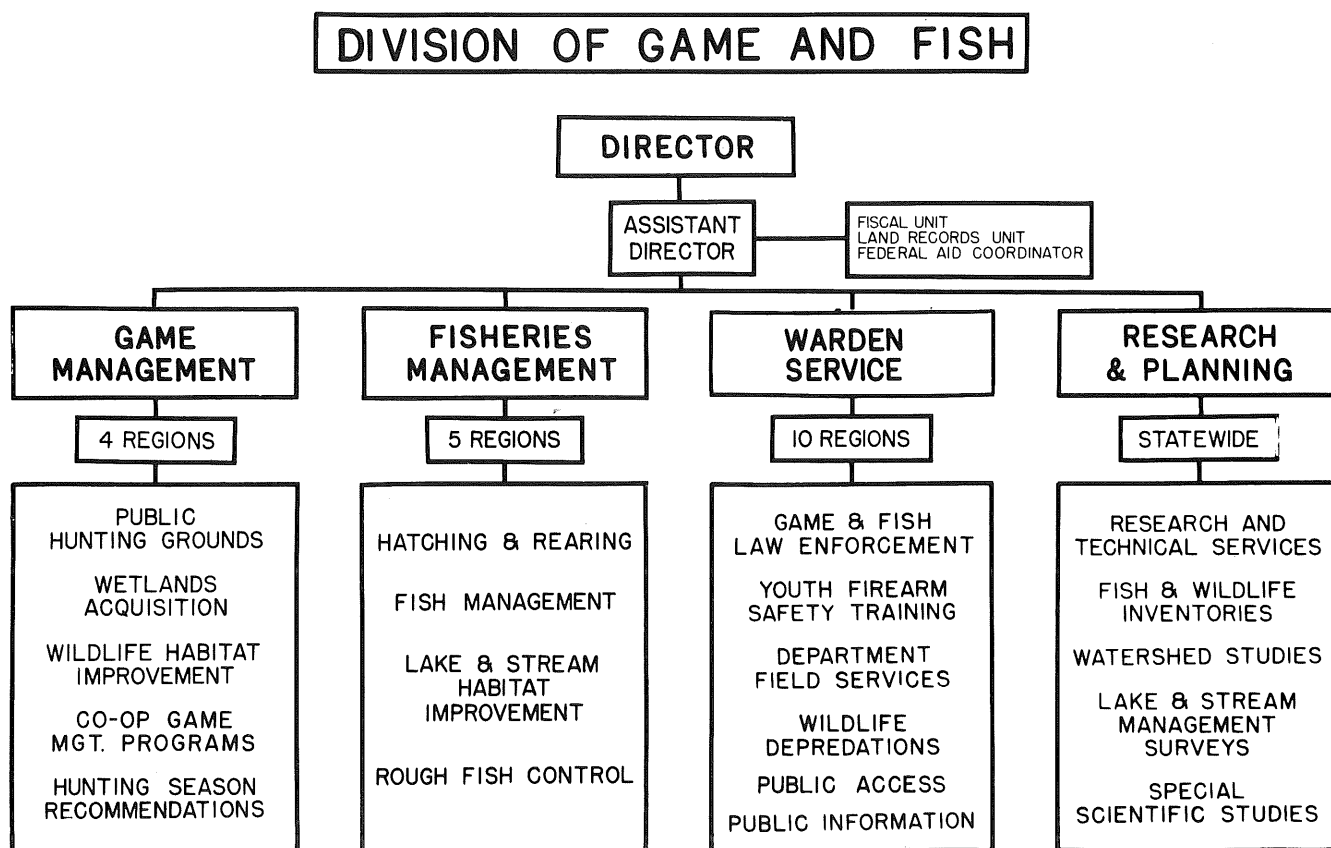 DIVISION OF GAME AND FISH
DIRECTOR
ASSISTANT
DIRECTOR
FISCAL UNIT
LAND RECORDS UNIT
FEDERAL AID COORDINATOR
GAME
MANAGEMENT
4 REGIONS
PUBLIC
HUNTING GROUNDS
WETLANDS
ACQUISITION
WILDLIFE HABITAT
IMPROVEMENT
CO-OP GAME
MGT. PROGRAMS
HUNTING SEASON
RECOMMENDATIONS
FISHERIES
MANAGEMENT
5 REGIONS
HATCHING & REARING
FISH MANAGEMENT
LAKE & STREAM
HABITAT
IMPROVEMENT
ROUGH FISH CONTROL
WARDEN
SERVICE
10 REGIONS
GAME & FISH
LAW ENFORCEMENT
YOUTH FIREARM
SAFETY TRAINING
DEPARTMENT
FIELD SERVICES
WILDLIFE
DEPREDATIONS
PUBLIC ACCESS
PUBLIC INFORMATION
RESEARCH
& PLANNING
STATEWIDE
RESEARCH AND
TECHNICAL SERVICES
FISH & WILDLIFE
INVENTORIES
WATERSHED STUDIES
LAKE & STREAM
MANAGEMENT
SURVEYS
SPECIAL
SCIENTIFIC STUDIES